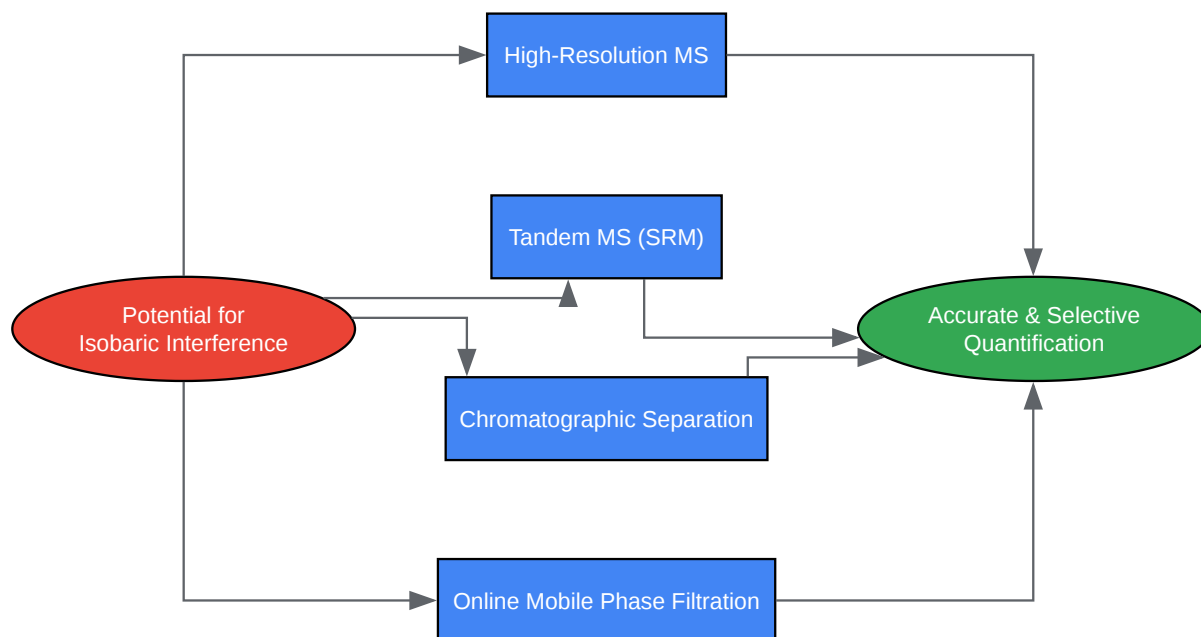 High-Resolution MS
Tandem MS (SRM)
Potential for
Isobaric Interference
Accurate & Selective
Quantification
Chromatographic Separation
Online Mobile Phase Filtration